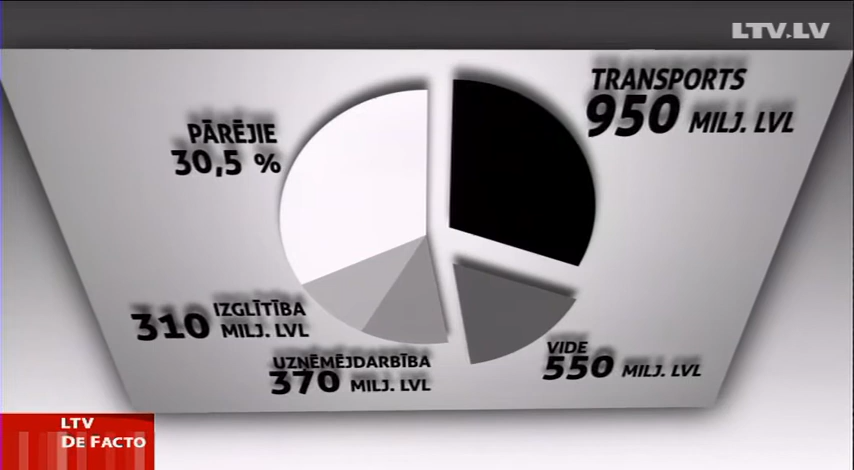 LTV.LV
TRANSPORTS
950 MILJ. LVL
PĀRĒJIE
30,5 %
IZGLĪTĪBA
310 MILJ. LVL
UZŅĒMĒJDARBĪBA
370 MILJ. LVL
VIDE
550 MILJ. LVL
LTV
DE FACTO